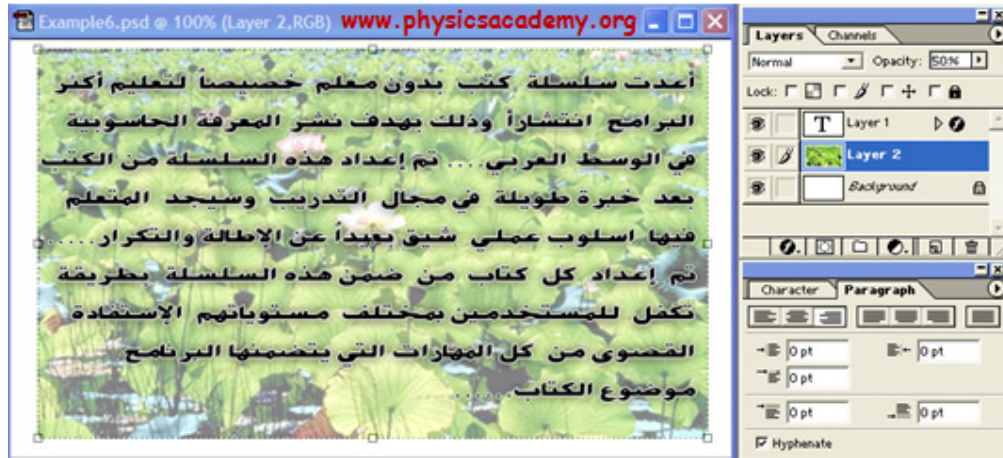 Example6.psd @ 100% (Layer 2,RGB)
www.physicsacademy.org
أعدت سلسلة كتب بدون معلم خصيصاً لتعليم أكثر
البرامج انتشاراً وذلك بهدف نشر المعرفة الحاسوبية
في الوسط العربي.... تم إعداد هذه السلسلة من الكتب
بعد خبرة طويلة في مجال التدريب وسيجد المتعلم
فيها اسلوب عملي شيق بعيداً عن الإطالة والتكرار......
تم إعداد كل كتاب من ضمن هذه السلسلة بطريقة
تكفل للمستخدمين بمختلف مستوياتهم الإستفادة
القصوى من كل المهارات التي يتضمنها البرنامج
موضوع الكتاب......
Layers Channels
Normal Opacity: 50%
Lock:
T Layer 1
Layer 2
Background
Character Paragraph
0 pt 0 pt
0 pt
0 pt 0 pt
Hyphenate